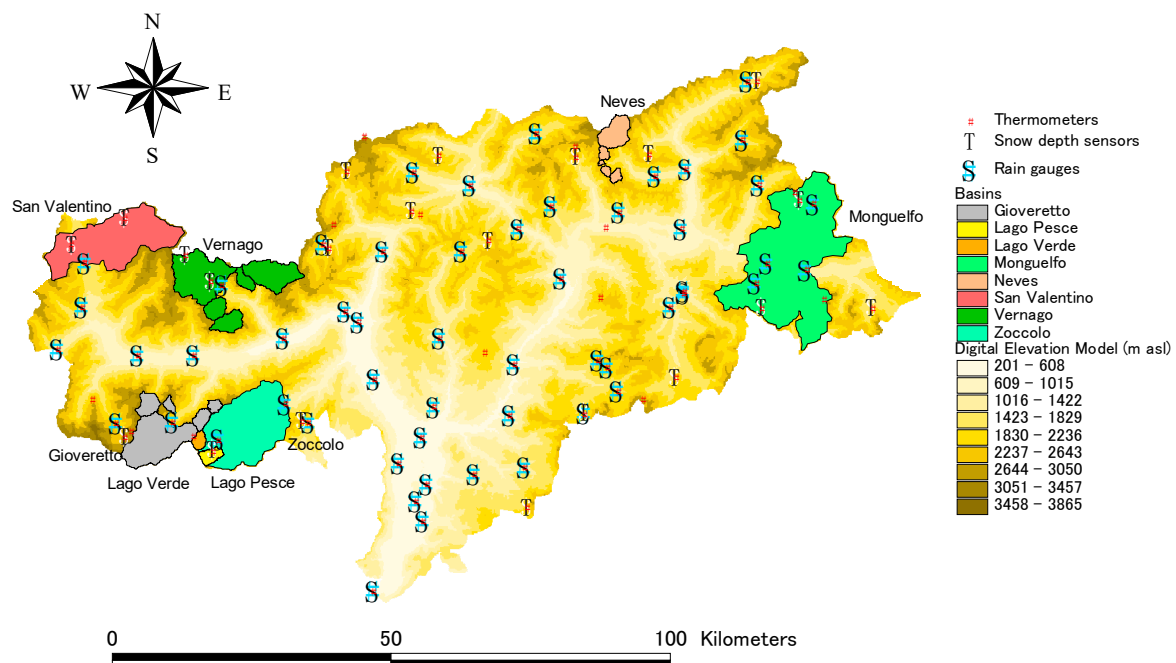 N
W E
S
Neves
San Valentino
Vernago
Monguelfo
Gioveretto
Lago Verde
Lago Pesce
Zoccolo
# Thermometers
T Snow depth sensors
S Rain gauges
Basins
Gioveretto
Lago Pesce
Lago Verde
Monguelfo
Neves
San Valentino
Vernago
Zoccolo
Digital Elevation Model (m asl)
201 - 608
609 - 1015
1016 - 1422
1423 - 1829
1830 - 2236
2237 - 2643
2644 - 3050
3051 - 3457
3458 - 3865
0 50 100 Kilometers